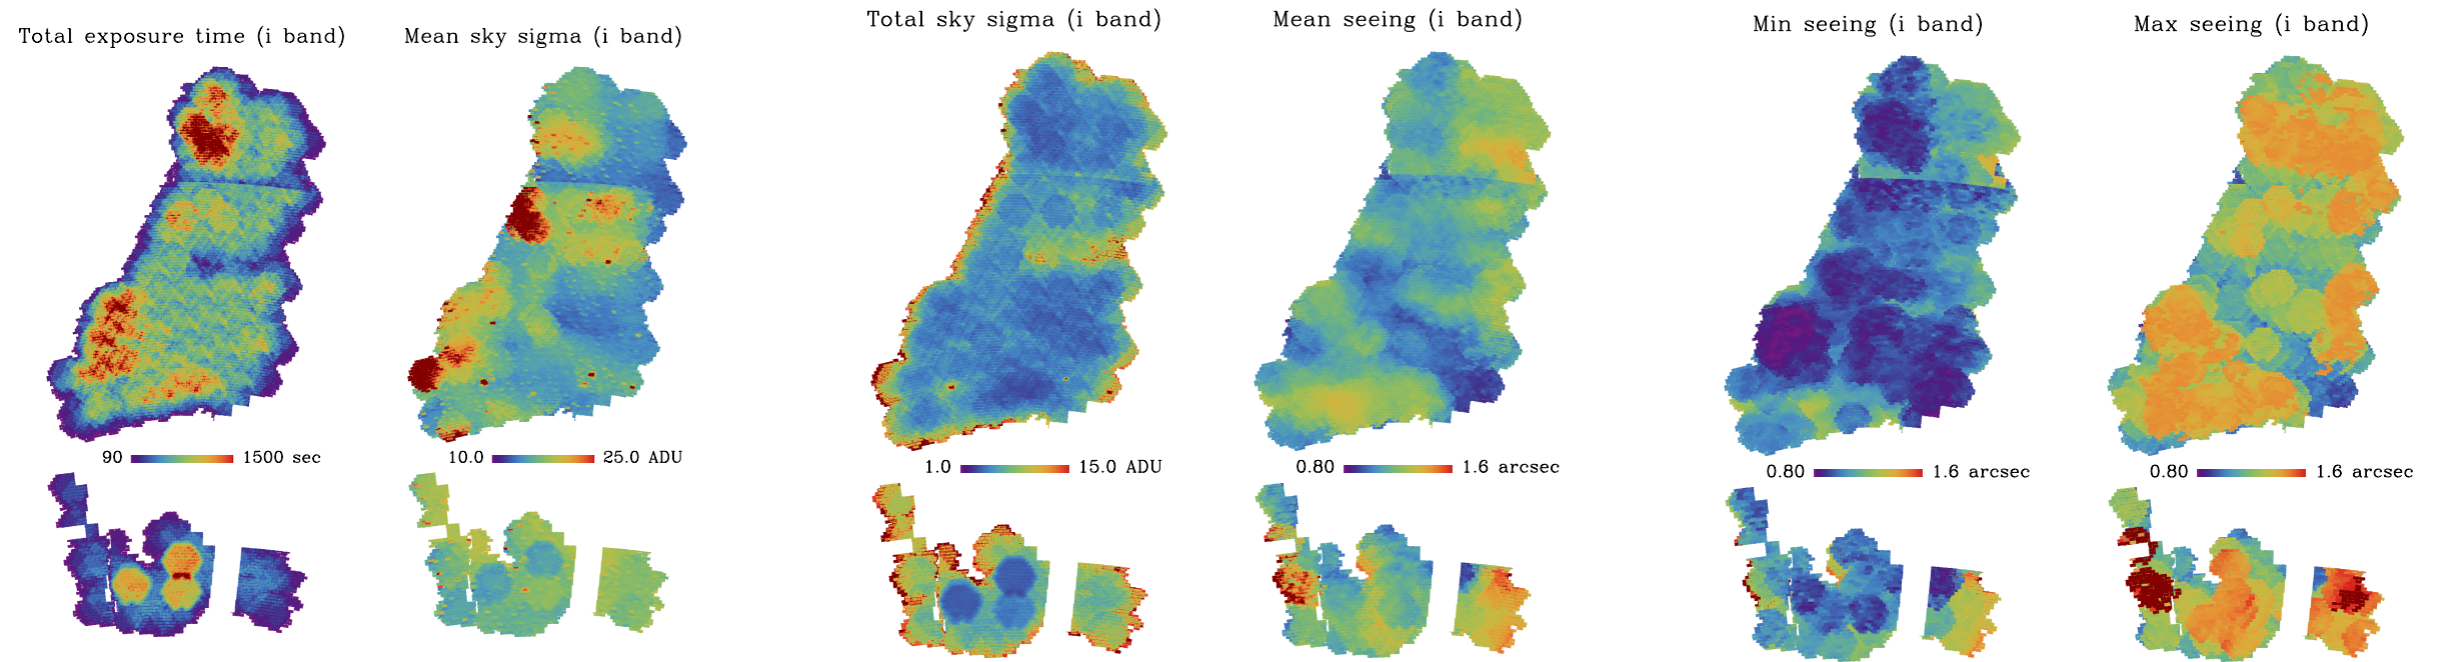 Total exposure time (i band)
Mean sky sigma (i band)
Total sky sigma (i band)
Mean seeing (i band)
Min seeing (i band)
Max seeing (i band)
90 1500 sec
10.0 25.0 ADU
1.0 15.0 ADU
0.80 1.6 arcsec
0.80 1.6 arcsec
0.80 1.6 arcsec